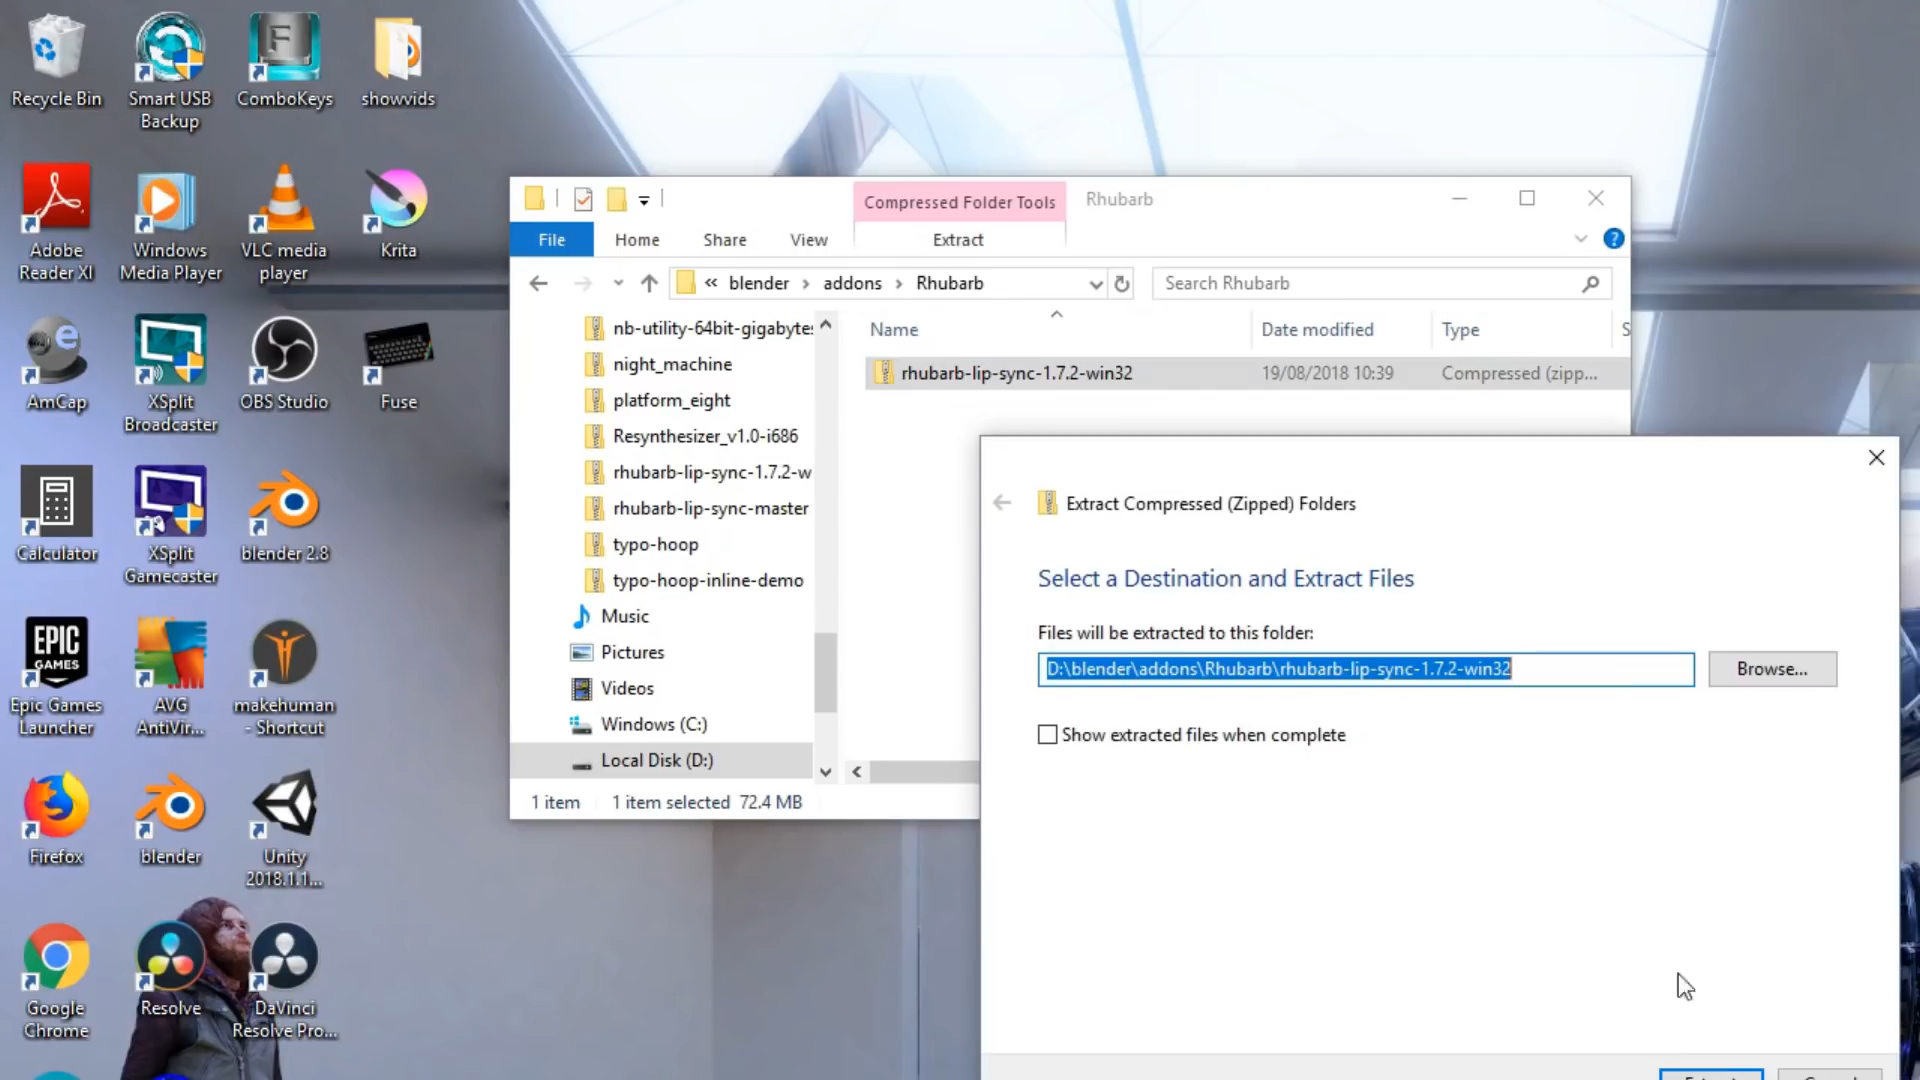 Recycle Bin
Smart USB
Backup
ComboKeys
showvids
Adobe
Reader XI
Windows
Media Player
VLC media
player
Krita
AmCap
XSplit
Broadcaster
OBS Studio
Fuse
Calculator
XSplit
Gamecaster
blender 2.8
EPIC
GAMES
Epic Games
Launcher
AVG
AntiVir...
makehuman
- Shortcut
Firefox
blender
Unity
2018.1.1...
Google
Chrome
Resolve
DaVinci
Resolve Pro...
Compressed Folder Tools
Rhubarb
File
Home
Share
View
Extract
?
« blender › addons › Rhubarb
Search Rhubarb
nb-utility-64bit-gigabyte
night_machine
platform_eight
Resynthesizer_v1.0-i686
rhubarb-lip-sync-1.7.2-w
rhubarb-lip-sync-master
typo-hoop
typo-hoop-inline-demo
Music
Pictures
Videos
Windows (C:)
Local Disk (D:)
Name
Date modified
Type
S
rhubarb-lip-sync-1.7.2-win32
19/08/2018 10:39
Compressed (zipp...
1 item
1 item selected 72.4 MB
Extract Compressed (Zipped) Folders
Select a Destination and Extract Files
Files will be extracted to this folder:
D:\blender\addons\Rhubarb\rhubarb-lip-sync-1.7.2-win32
Browse...
Show extracted files when complete